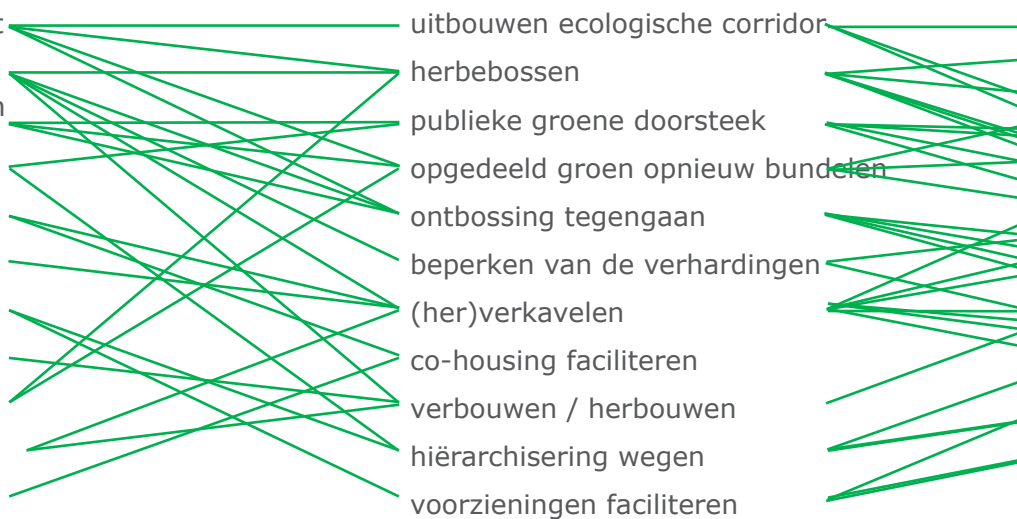 t
uitbouwen ecologische corridor
herbebossen
n
publieke groene doorsteek
opgedeeld groen opnieuw bundelen
ontbossing tegengaan
beperken van de verhardingen
(her)verkavelen
co-housing faciliteren
verbouwen / herbouwen
hiërarchisering wegen
voorzieningen faciliteren